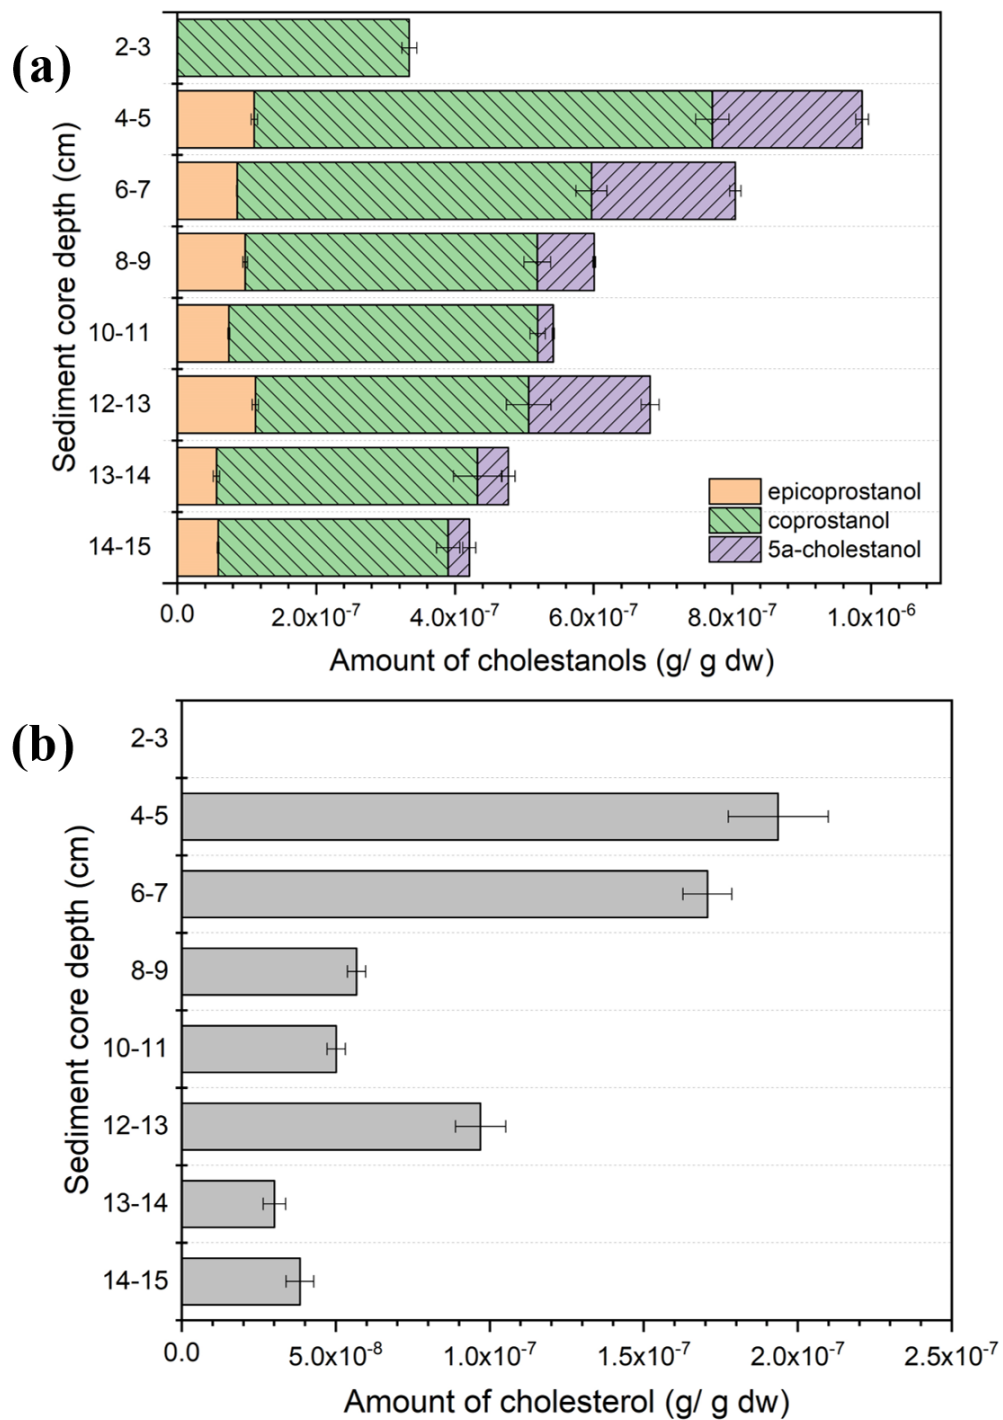 (a)
Sediment core depth (cm)
2-3
4-5
6-7
8-9
10-11
12-13
13-14
14-15
epicoprostanol
coprostanol
5a-cholestanol
0.0 2.0x10⁻⁷ 4.0x10⁻⁷ 6.0x10⁻⁷ 8.0x10⁻⁷ 1.0x10⁻⁶
Amount of cholestanols (g/ g dw)
(b)
Sediment core depth (cm)
2-3
4-5
6-7
8-9
10-11
12-13
13-14
14-15
0.0 5.0x10⁻⁸ 1.0x10⁻⁷ 1.5x10⁻⁷ 2.0x10⁻⁷ 2.5x10⁻⁷
Amount of cholesterol (g/ g dw)